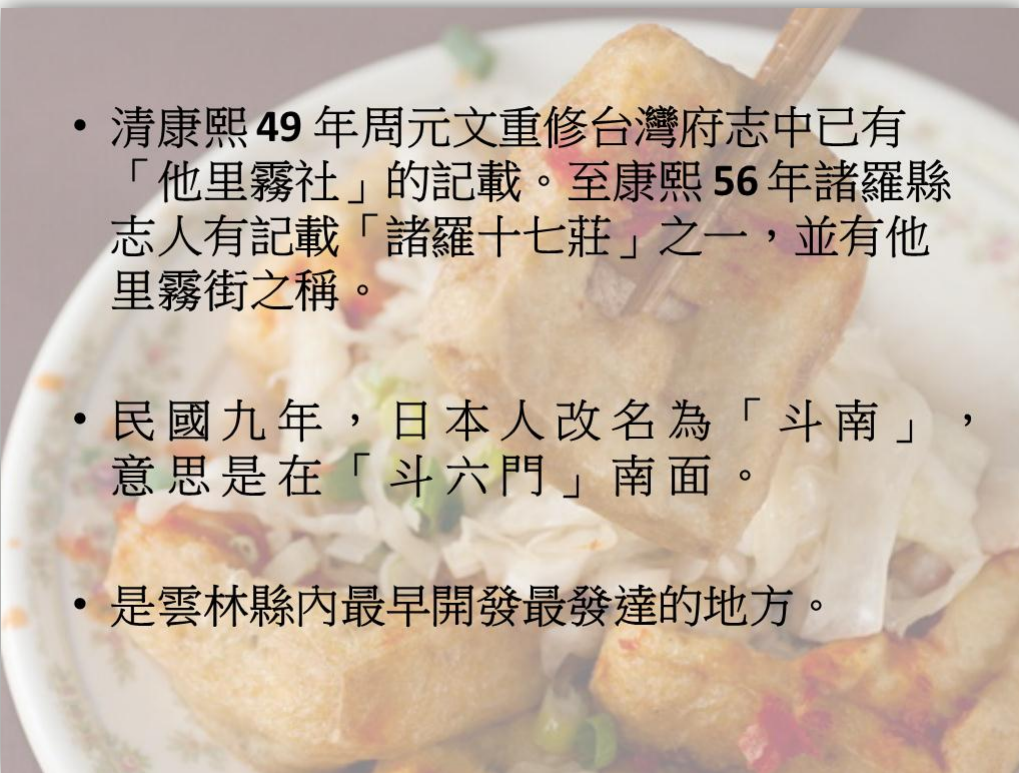 • 清康熙 49 年周元文重修台灣府志中已有
「他里霧社」的記載。至康熙 56 年諸羅縣
志人有記載「諸羅十七莊」之一，並有他
里霧街之稱。
• 民國九年，日本人改名為「斗南」，
意思是在「斗六門」南面。
• 是雲林縣內最早開發最發達的地方。